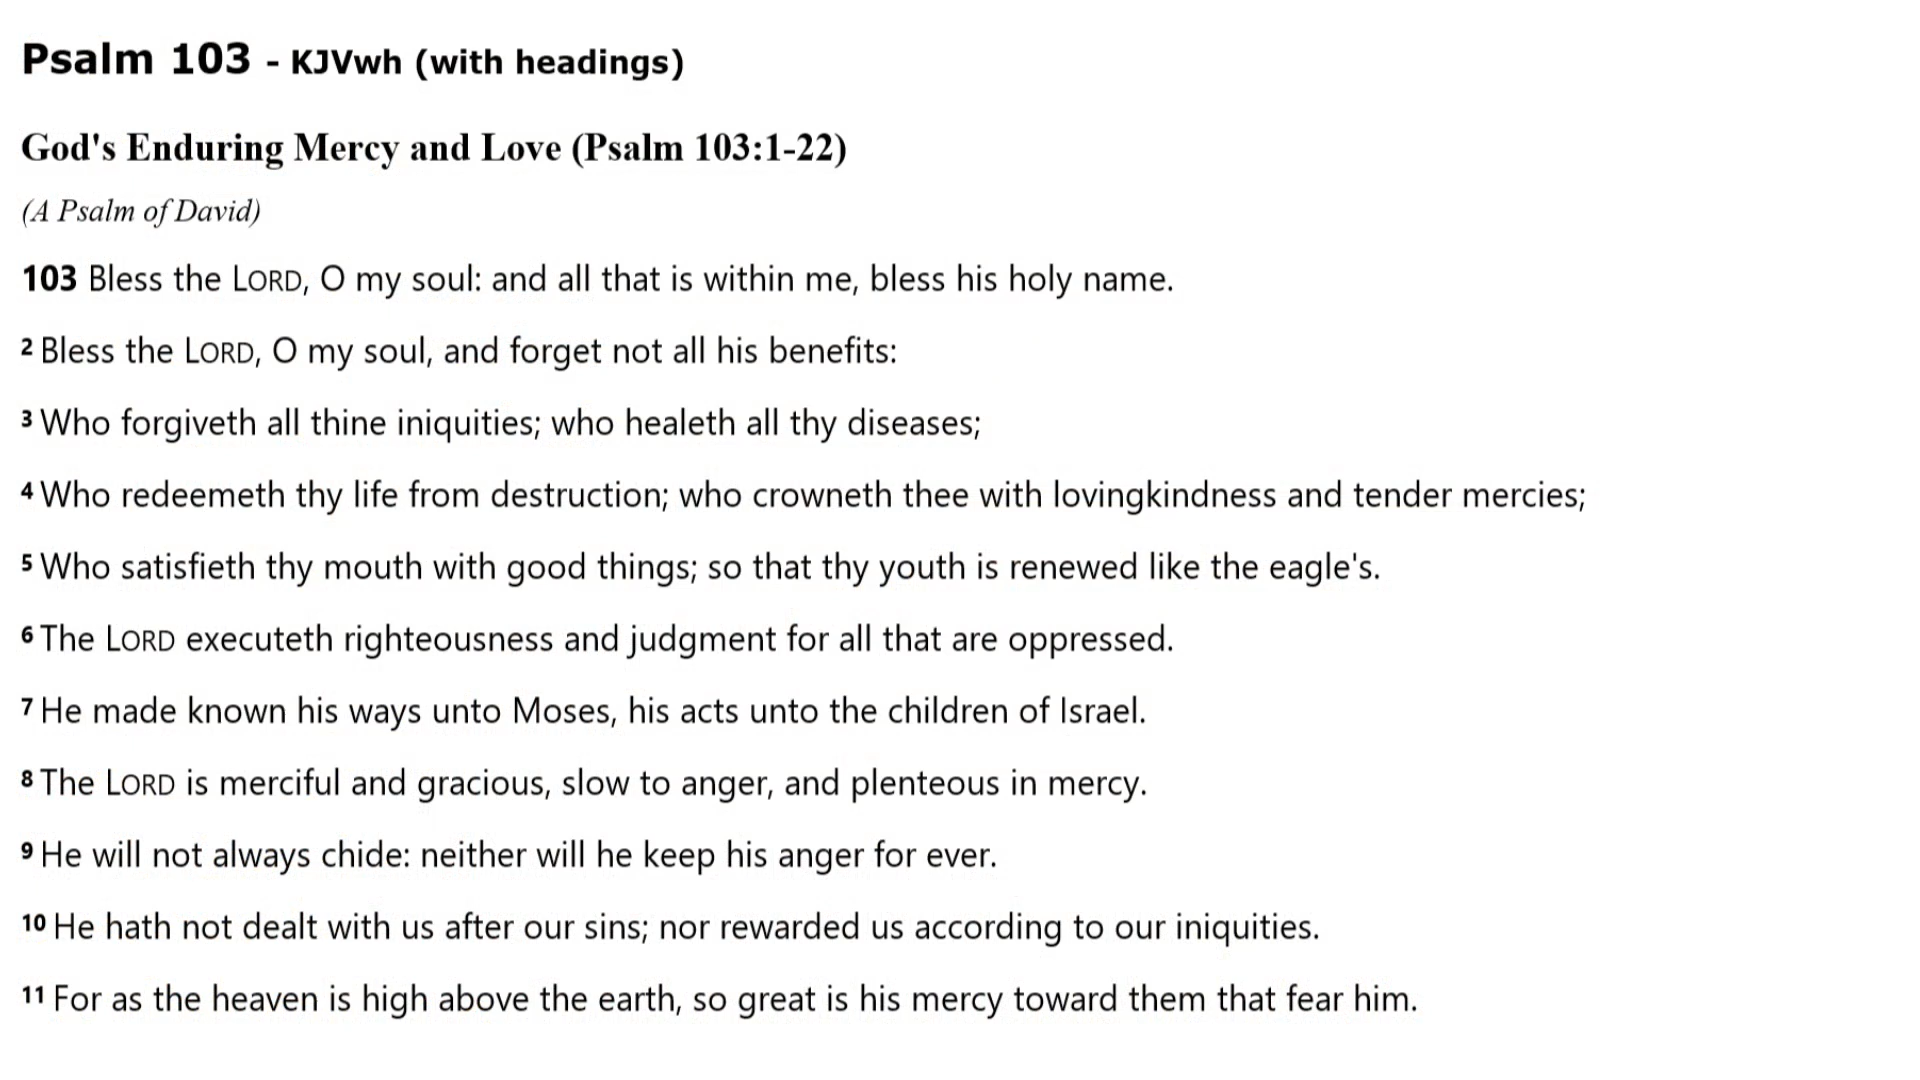 Psalm 103 - KJVwh (with headings)
God's Enduring Mercy and Love (Psalm 103:1-22)
(A Psalm of David)
103 Bless the LORD, O my soul: and all that is within me, bless his holy name.
2 Bless the LORD, O my soul, and forget not all his benefits:
3 Who forgiveth all thine iniquities; who healeth all thy diseases;
4 Who redeemeth thy life from destruction; who crowneth thee with lovingkindness and tender mercies;
5 Who satisfieth thy mouth with good things; so that thy youth is renewed like the eagle's.
6 The LORD executeth righteousness and judgment for all that are oppressed.
7 He made known his ways unto Moses, his acts unto the children of Israel.
8 The LORD is merciful and gracious, slow to anger, and plenteous in mercy.
9 He will not always chide: neither will he keep his anger for ever.
10 He hath not dealt with us after our sins; nor rewarded us according to our iniquities.
11 For as the heaven is high above the earth, so great is his mercy toward them that fear him.